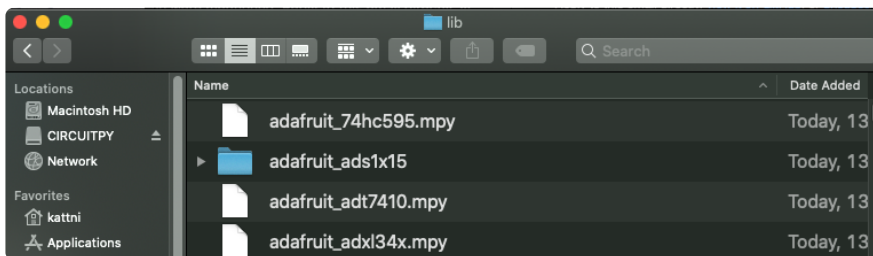 lib
Search
Locations
Macintosh HD
CIRCUITPY
Network
Favorites
kattni
Applications
Name
Date Added
adafruit_74hc595.mpy
Today, 13
adafruit_ads1x15
Today, 13
adafruit_adt7410.mpy
Today, 13
adafruit_adxl34x.mpy
Today, 13